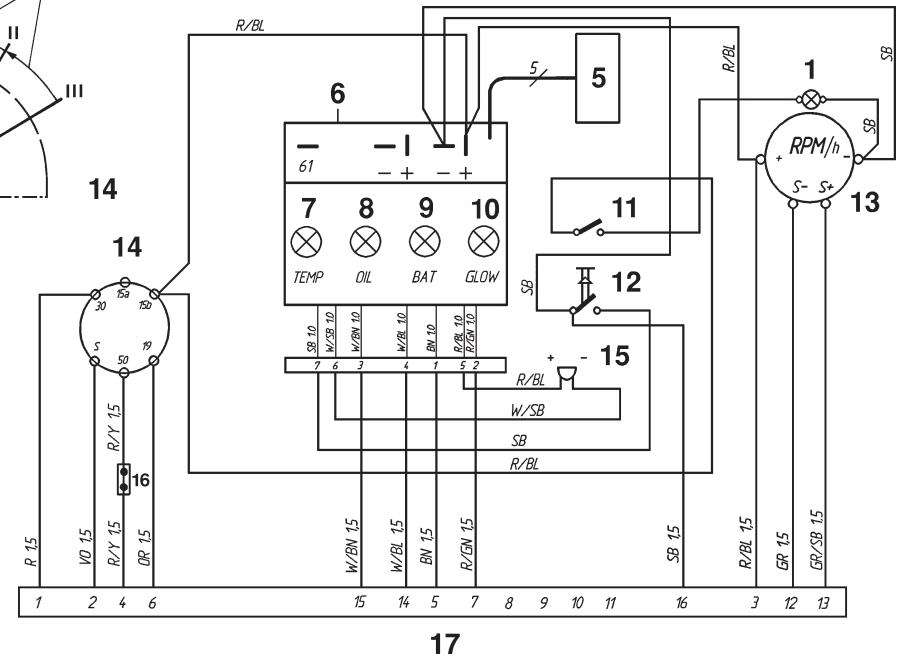 II
III
14
R/BL
6
5
5
R/BL
SB
1
SB
RPM/h
+ -
S- S+
13
61
- + - +
7 8 9 10
TEMP OIL BAT GLOW
11
12
SB
14
30 15a 15b
S 50 19
SB 1.0
W/SB 1.0
W/BN 1.0
W/BL 1.0
BN 1.0
R/BL 1.0
R/GN 1.0
7 6 3 4 1 5 2
+ - 15
R/BL
W/SB
SB
R/BL
R/Y 1,5
16
R 1,5
VO 1,5
R/Y 1,5
OR 1,5
W/BN 1,5
W/BL 1,5
BN 1,5
R/GN 1,5
SB 1,5
R/BL 1,5
GR 1,5
GR/SB 1,5
1 2 4 6 15 14 5 7 8 9 10 11 16 3 12 13
17